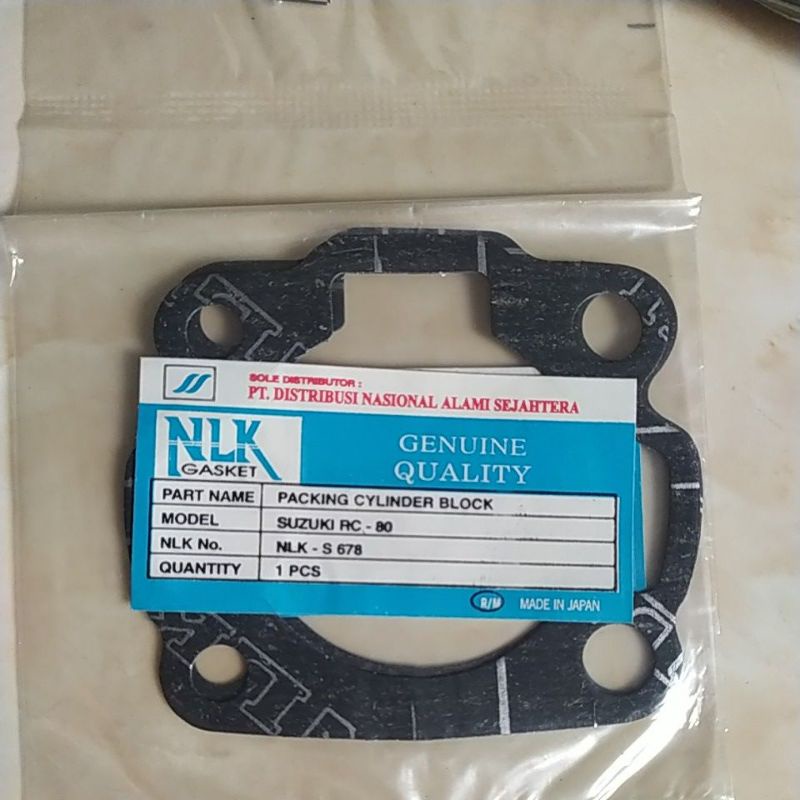 SOLE DISTRIBUTOR :
PT. DISTRIBUSI NASIONAL ALAMI SEJAHTERA
NLK
GASKET
GENUINE
QUALITY
PART NAME PACKING CYLINDER BLOCK
MODEL SUZUKI RC - 80
NLK No. NLK - S 678
QUANTITY 1 PCS
R/M MADE IN JAPAN